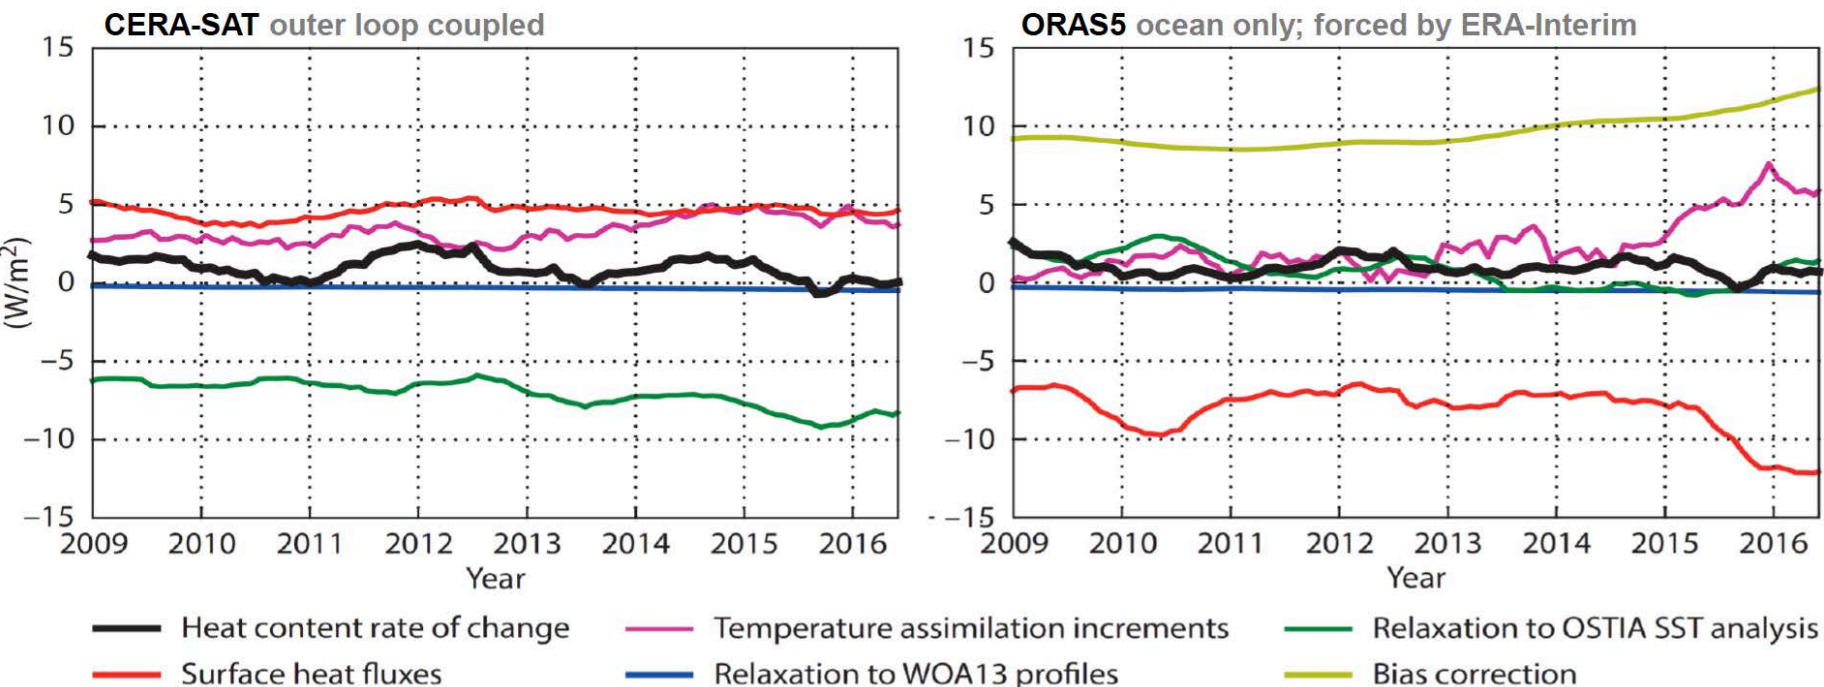 CERA-SAT outer loop coupled
15
10
5
0
−5
−10
−15
(W/m²)
2009 2010 2011 2012 2013 2014 2015 2016
Year
ORAS5 ocean only; forced by ERA-Interim
15
10
5
0
−5
−10
- −15
2009 2010 2011 2012 2013 2014 2015 2016
Year
Heat content rate of change
Temperature assimilation increments
Relaxation to OSTIA SST analysis
Surface heat fluxes
Relaxation to WOA13 profiles
Bias correction